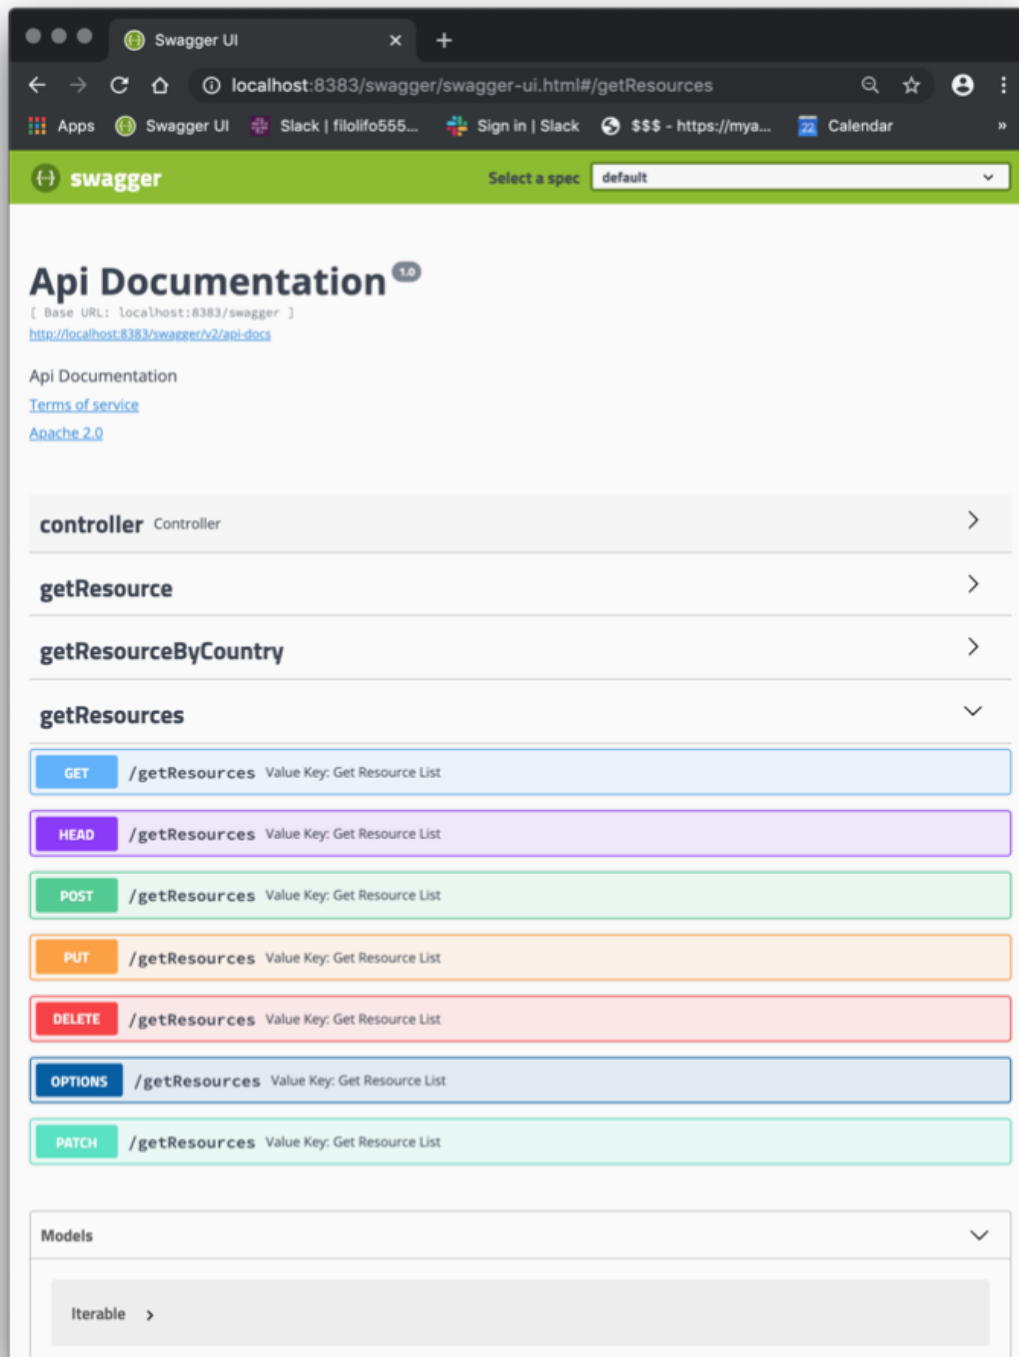 Swagger UI
localhost:8383/swagger/swagger-ui.html#/getResources
Apps Swagger UI Slack | filolifo555... Sign in | Slack $$$ - https://mya... 22 Calendar »
{··} swagger Select a spec default
Api Documentation 1.0
[ Base URL: localhost:8383/swagger ]
http://localhost:8383/swagger/v2/api-docs
Api Documentation
Terms of service
Apache 2.0
controller Controller
getResource
getResourceByCountry
getResources
GET /getResources Value Key: Get Resource List
HEAD /getResources Value Key: Get Resource List
POST /getResources Value Key: Get Resource List
PUT /getResources Value Key: Get Resource List
DELETE /getResources Value Key: Get Resource List
OPTIONS /getResources Value Key: Get Resource List
PATCH /getResources Value Key: Get Resource List
Models
Iterable